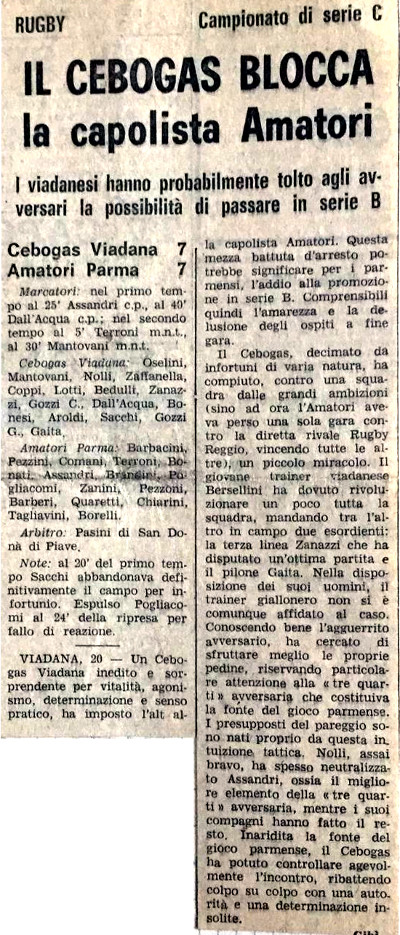 RUGBY
Campionato di serie C
IL CEBOGAS BLOCCA
la capolista Amatori
I viadanesi hanno probabilmente tolto agli av-
versari la possibilità di passare in serie B
Cebogas Viadana 7
Amatori Parma 7
Marcatori: nel primo tem-
po al 25' Assandri c.p., al 40'
Dall'Acqua c.p.; nel secondo
tempo al 5' Terroni m.n.t.,
al 30' Mantovani m.n.t.
Cebogas Viadana: Oselini,
Mantovani, Nolli, Zaffanella,
Coppi, Lotti, Bedulli, Zanaz-
zi, Gozzi C., Dall'Acqua, Bo-
nesi, Aroldi, Sacchi, Gozzi
G., Gaita.
Amatori Parma: Barbacini,
Pezzini, Comani, Terroni, Bo-
nati, Assandri, Brandini, Po-
gliacomi, Zanini, Pezzoni,
Barberi, Quaretti, Chiarini,
Tagliavini, Borelli.
Arbitro: Pasini di San Do-
nà di Piave.
Note: al 20' del primo tem-
po Sacchi abbandonava defi-
nitivamente il campo per in-
fortunio. Espulso Pogliaco-
mi al 24' della ripresa per
fallo di reazione.
VIADANA, 20 — Un Cebo-
gas Viadana inedito e sor-
prendente per vitalità, agoni-
smo, determinazione e senso
pratico, ha imposto l'alt al-
la capolista Amatori. Questa
mezza battuta d'arresto po-
trebbe significare per i par-
mensi, l'addio alla promozio-
ne in serie B. Comprensibili
quindi l'amarezza e la de-
lusione degli ospiti a fine
gara.
Il Cebogas, decimato da
infortuni di varia natura, ha
compiuto, contro una squa-
dra dalle grandi ambizioni
(sino ad ora l'Amatori ave-
va perso una sola gara con-
tro la diretta rivale Rugby
Reggio, vincendo tutte le al-
tre), un piccolo miracolo. Il
giovane trainer viadanese
Bersellini ha dovuto rivolu-
zionare un poco tutta la
squadra, mandando tra l'al-
tro in campo due esordienti:
la terza linea Zanazzi che ha
disputato un'ottima partita e
il pilone Gaita. Nella dispo-
sizione dei suoi uomini, il
trainer giallonero non si è
comunque affidato al caso.
Conoscendo bene l'agguerrito
avversario, ha cercato di
sfruttare meglio le proprie
pedine, riservando particola-
re attenzione alla «tre quar-
ti» avversaria che costituiva
la fonte del gioco parmense.
I presupposti del pareggio so-
no nati proprio da questa in-
tuizione tattica. Nolli, assai
bravo, ha spesso neutralizza-
to Assandri, ossia il miglio-
re elemento della «tre quar-
ti» avversaria, mentre i suoi
compagni hanno fatto il re-
sto. Inaridita la fonte del
gioco parmense, il Cebogas
ha potuto controllare agevol-
mente l'incontro, ribattendo
colpo su colpo con una auto-
rità e una determinazione in-
solite.